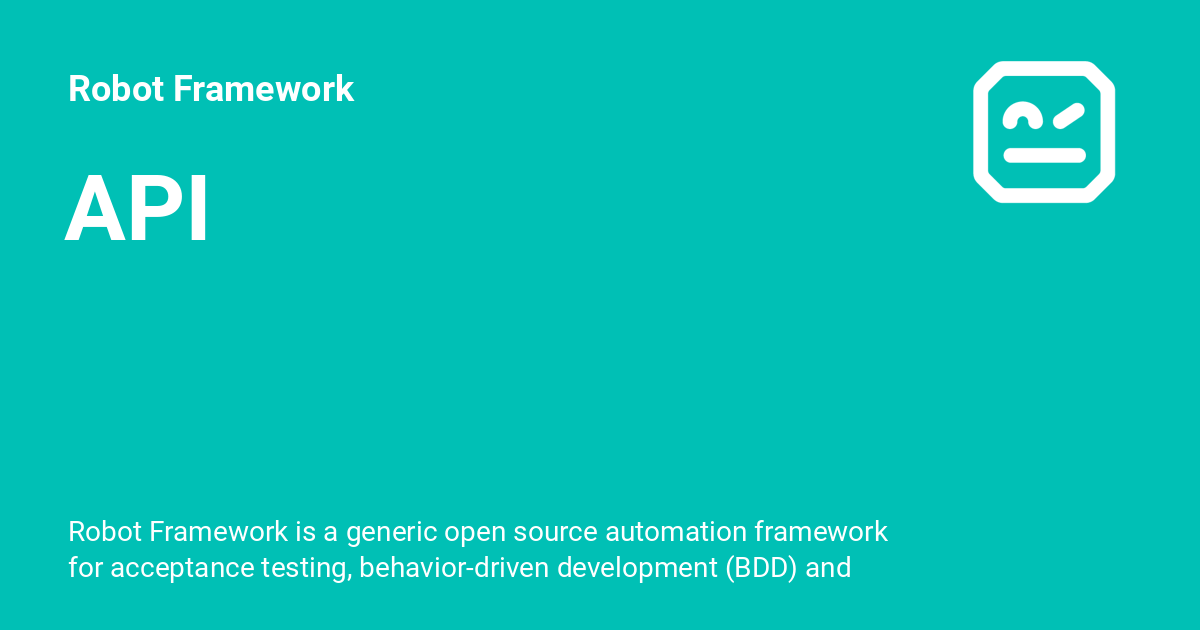 Robot Framework
API
Robot Framework is a generic open source automation framework
for acceptance testing, behavior-driven development (BDD) and